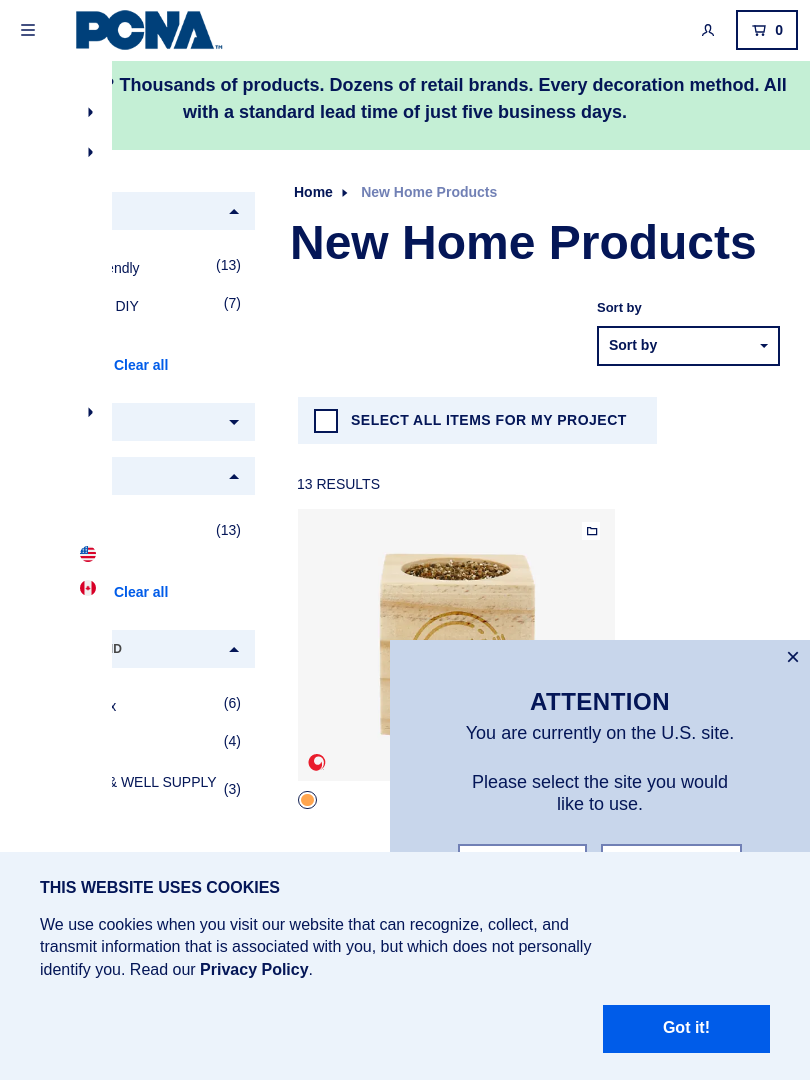 PCNA™
0
Thousands of products. Dozens of retail brands. Every decoration method. All
with a standard lead time of just five business days.
Home
New Home Products
New Home Products
(13)
DIY
(7)
Sort by
Sort by
Clear all
SELECT ALL ITEMS FOR MY PROJECT
13 RESULTS
(13)
Clear all
(6)
(4)
& WELL SUPPLY
(3)
ATTENTION
You are currently on the U.S. site.
Please select the site you would
like to use.
THIS WEBSITE USES COOKIES
We use cookies when you visit our website that can recognize, collect, and
transmit information that is associated with you, but which does not personally
identify you. Read our Privacy Policy.
Got it!